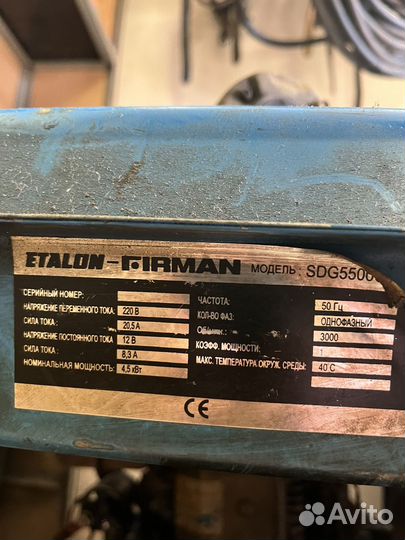 ETALON-FIRMAN МОДЕЛЬ: SDG5500
СЕРИЙНЫЙ НОМЕР:
НАПРЯЖЕНИЕ ПЕРЕМЕННОГО ТОКА: 220 В
СИЛА ТОКА: 20,5 А
НАПРЯЖЕНИЕ ПОСТОЯННОГО ТОКА: 12 В
СИЛА ТОКА: 8,3 А
НОМИНАЛЬНАЯ МОЩНОСТЬ: 4,5 кВт
ЧАСТОТА: 50 Гц
КОЛ-ВО ФАЗ: ОДНОФАЗНЫЙ
3000
КОЭФФ. МОЩНОСТИ: 1
МАКС. ТЕМПЕРАТУРА ОКРУЖ. СРЕДЫ: 40°С
CE
Avito